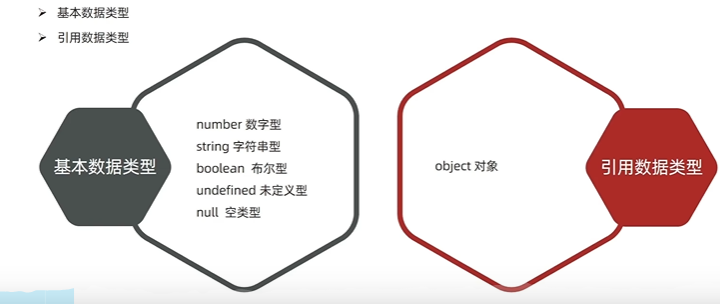 ➢ 基本数据类型
➢ 引用数据类型
基本数据类型
number 数字型
string 字符串型
boolean 布尔型
undefined 未定义型
null 空类型
object 对象
引用数据类型